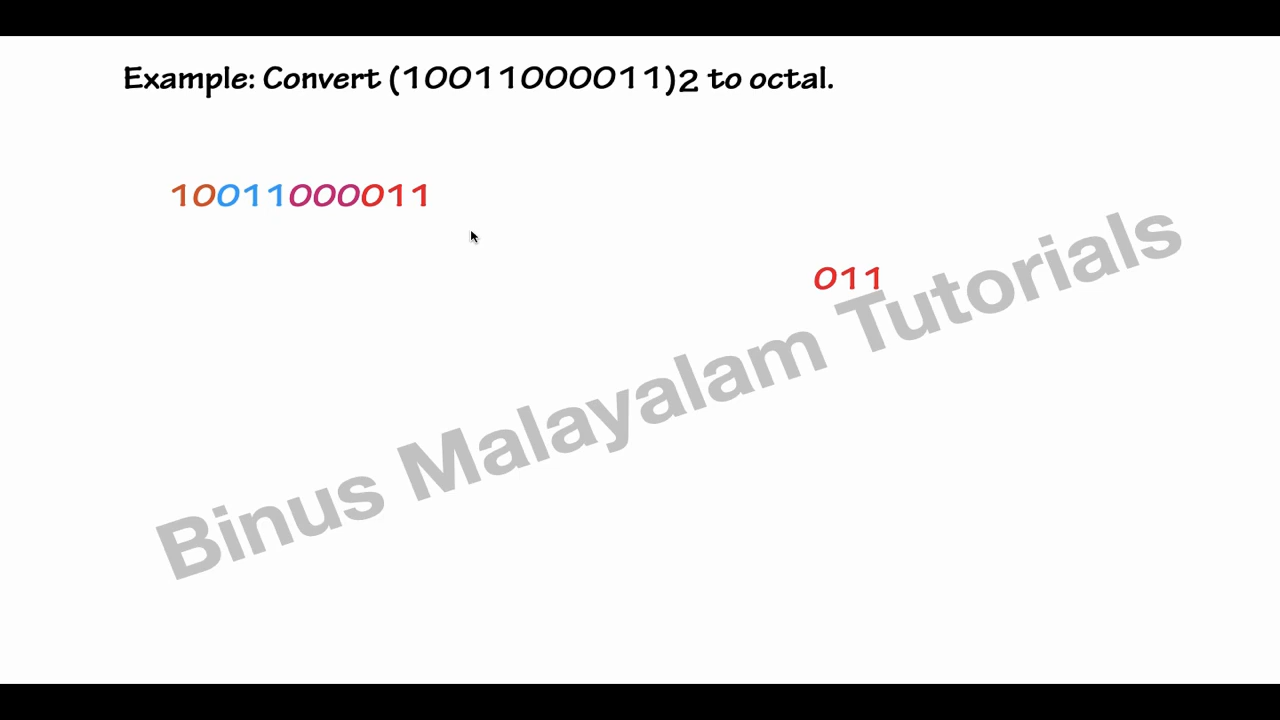 Example: Convert (10011000011)2 to octal.
10011000011
011
Binus Malayalam Tutorials